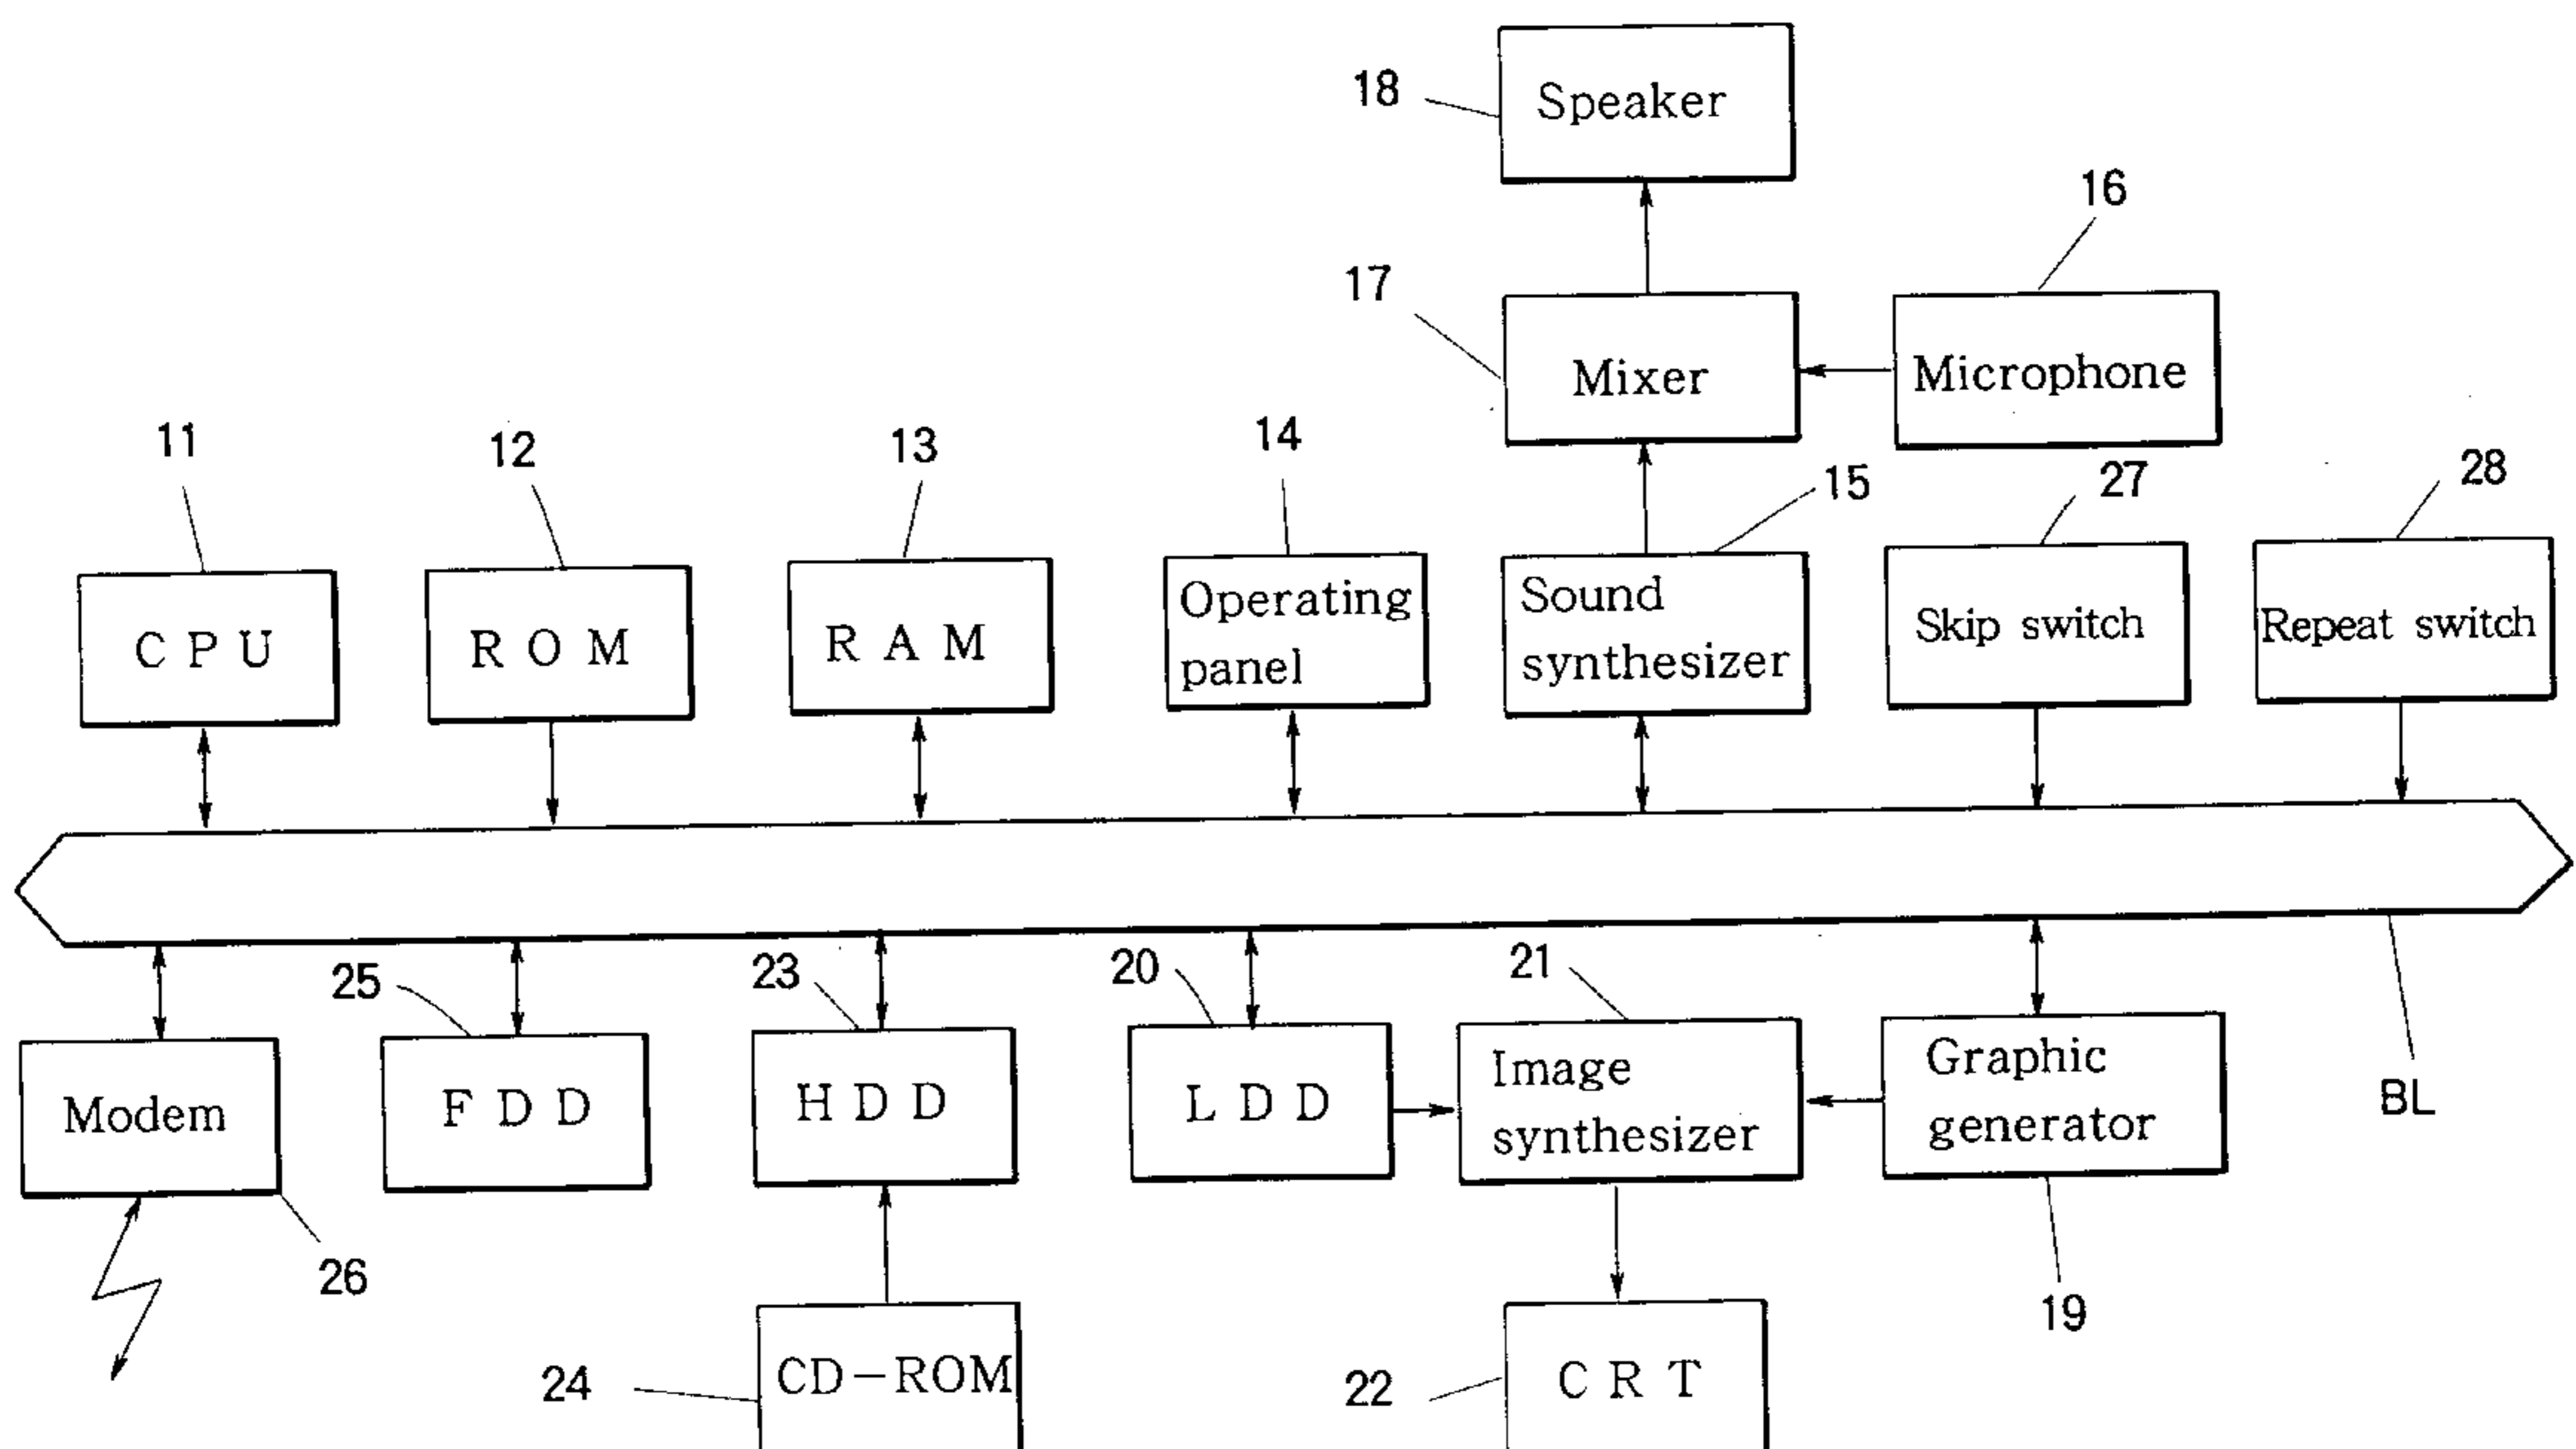 18
Speaker
16
17
Mixer
Microphone
11
12
13
14
15
27
28
C P U
R O M
R A M
Operating
panel
Sound
synthesizer
Skip switch
Repeat switch
25
23
20
21
Modem
F D D
H D D
L D D
Image
synthesizer
Graphic
generator
BL
26
19
24
CD-ROM
22
C R T